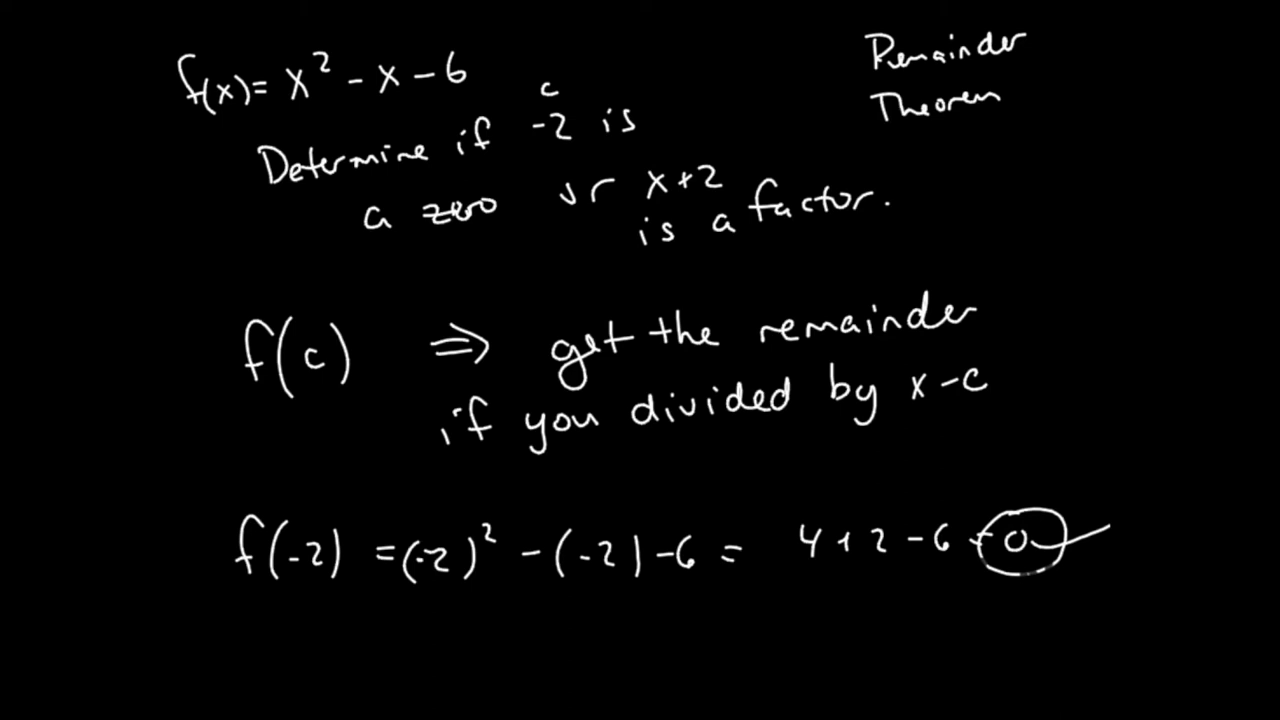 f(x)= x² - x - 6
Remainder
Theorem
c
Determine if -2 is
a zero or x+2
is a factor.
f(c) ⇒ get the remainder
if you divided by x-c
f(-2) = (-2)² - (-2) - 6 = 4+2-6 = 0